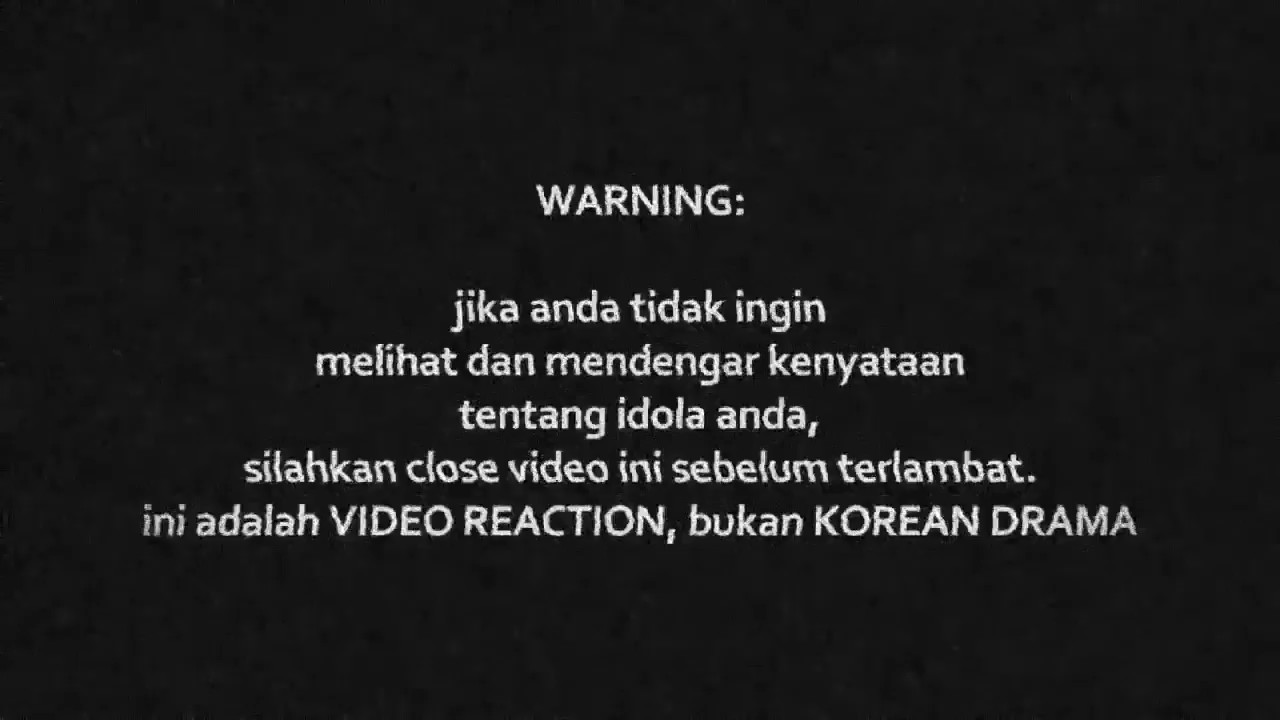 WARNING:
jika anda tidak ingin
melihat dan mendengar kenyataan
tentang idola anda,
silahkan close video ini sebelum terlambat.
ini adalah VIDEO REACTION, bukan KOREAN DRAMA